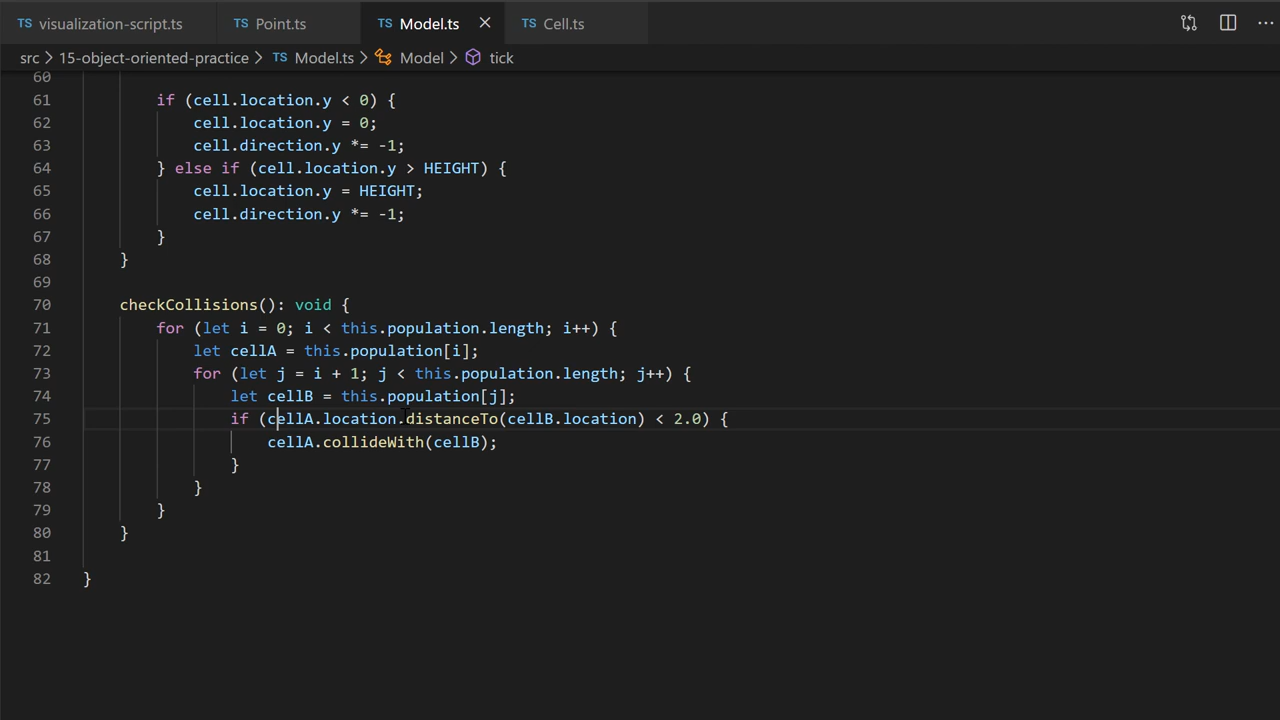 TS visualization-script.ts TS Point.ts TS Model.ts × TS Cell.ts ···
src > 15-object-oriented-practice > TS Model.ts > Model > tick
60
61 if (cell.location.y < 0) {
62 cell.location.y = 0;
63 cell.direction.y *= -1;
64 } else if (cell.location.y > HEIGHT) {
65 cell.location.y = HEIGHT;
66 cell.direction.y *= -1;
67 }
68 }
69
70 checkCollisions(): void {
71 for (let i = 0; i < this.population.length; i++) {
72 let cellA = this.population[i];
73 for (let j = i + 1; j < this.population.length; j++) {
74 let cellB = this.population[j];
75 if (cellA.location.distanceTo(cellB.location) < 2.0) {
76 cellA.collideWith(cellB);
77 }
78 }
79 }
80 }
81
82 }